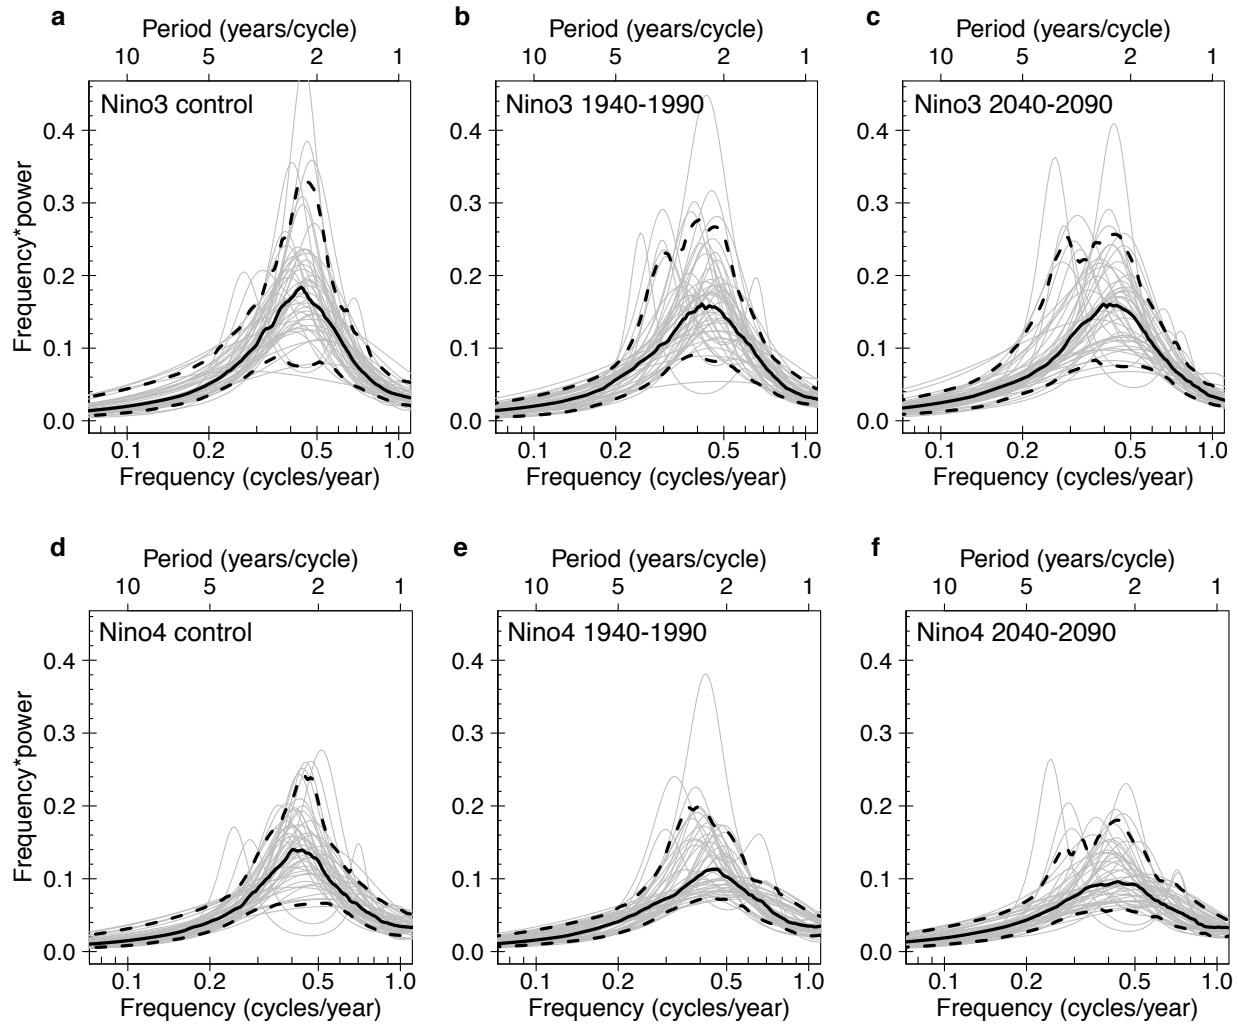 a
Period (years/cycle)
10 5 2 1
Nino3 control
Frequency*power
0.4
0.3
0.2
0.1
0.0
0.1 0.2 0.5 1.0
Frequency (cycles/year)
b
Period (years/cycle)
10 5 2 1
Nino3 1940-1990
0.4
0.3
0.2
0.1
0.0
0.1 0.2 0.5 1.0
Frequency (cycles/year)
c
Period (years/cycle)
10 5 2 1
Nino3 2040-2090
0.4
0.3
0.2
0.1
0.0
0.1 0.2 0.5 1.0
Frequency (cycles/year)
d
Period (years/cycle)
10 5 2 1
Nino4 control
Frequency*power
0.4
0.3
0.2
0.1
0.0
0.1 0.2 0.5 1.0
Frequency (cycles/year)
e
Period (years/cycle)
10 5 2 1
Nino4 1940-1990
0.4
0.3
0.2
0.1
0.0
0.1 0.2 0.5 1.0
Frequency (cycles/year)
f
Period (years/cycle)
10 5 2 1
Nino4 2040-2090
0.4
0.3
0.2
0.1
0.0
0.1 0.2 0.5 1.0
Frequency (cycles/year)